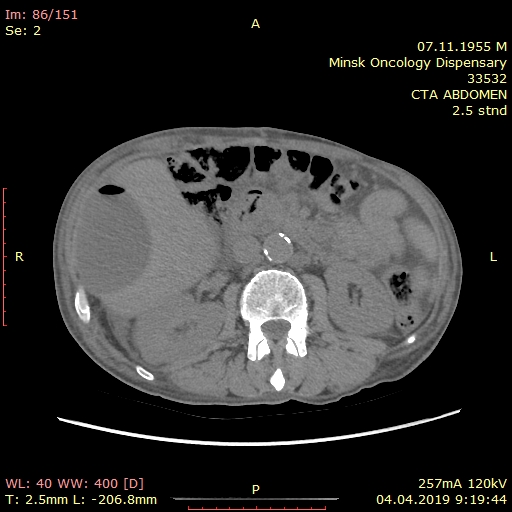 Im: 86/151
Se: 2
A
07.11.1955 M
Minsk Oncology Dispensary
33532
CTA ABDOMEN
2.5 stnd
R
L
WL: 40 WW: 400 [D]
T: 2.5mm L: -206.8mm
P
257mA 120kV
04.04.2019 9:19:44